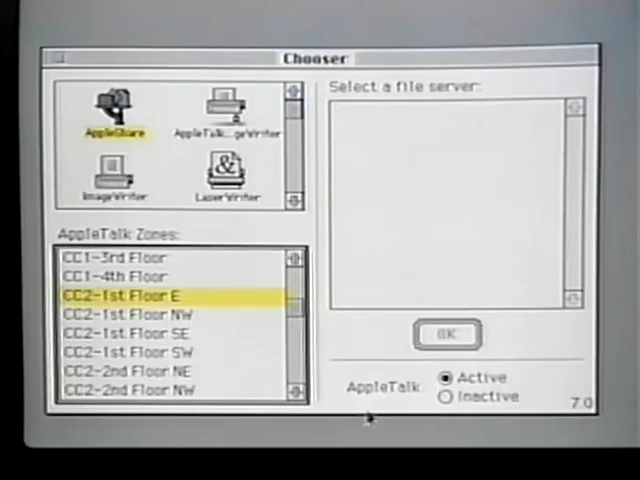 Chooser
AppleShare
AppleTalk...geWriter
ImageWriter
LaserWriter
AppleTalk Zones:
CC1-3rd Floor
CC1-4th Floor
CC2-1st Floor E
CC2-1st Floor NW
CC2-1st Floor SE
CC2-1st Floor SW
CC2-2nd Floor NE
CC2-2nd Floor NW
Select a file server:
OK
AppleTalk
Active
Inactive
7.0